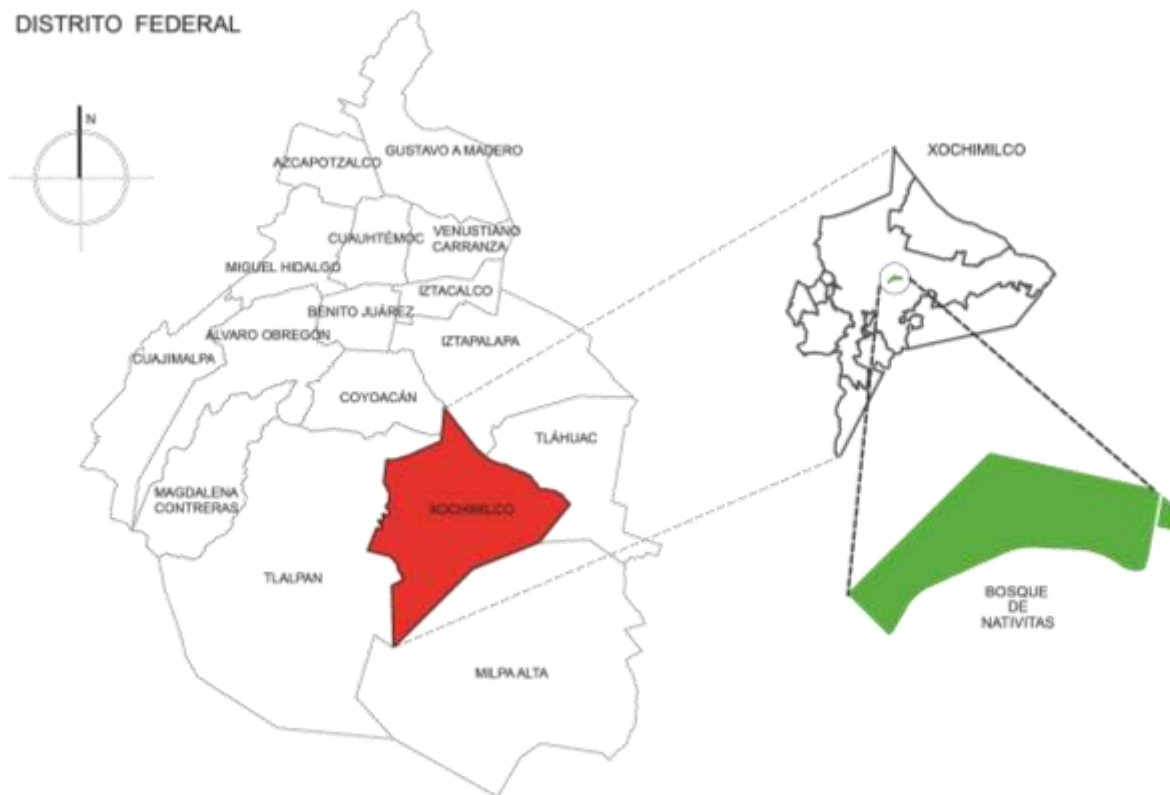 DISTRITO FEDERAL
N
AZCAPOTZALCO
GUSTAVO A MADERO
XOCHIMILCO
CUAUHTÉMOC
VENUSTIANO
CARRANZA
MIGUEL HIDALGO
IZTACALCO
BENITO JUÁREZ
ALVARO OBREGÓN
IZTAPALAPA
CUAJIMALPA
COYOACÁN
TLÁHUAC
MAGDALENA
CONTRERAS
XOCHIMILCO
TLALPAN
BOSQUE
DE
NATIVITAS
MILPA ALTA